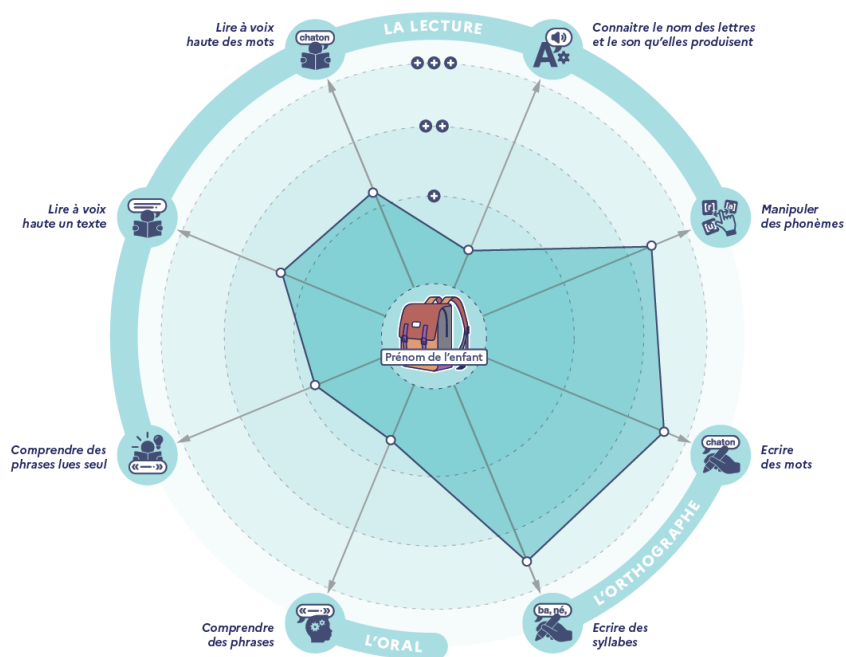 LA LECTURE
Lire à voix
haute des mots
chaton
Connaitre le nom des lettres
et le son qu'elles produisent
A
Lire à voix
haute un texte
[r] [a]
[u]
Manipuler
des phonèmes
Prénom de l'enfant
Comprendre des
phrases lues seul
chaton
Ecrire
des mots
L'ORTHOGRAPHE
Comprendre
des phrases
L'ORAL
ba, né,
Ecrire des
syllabes